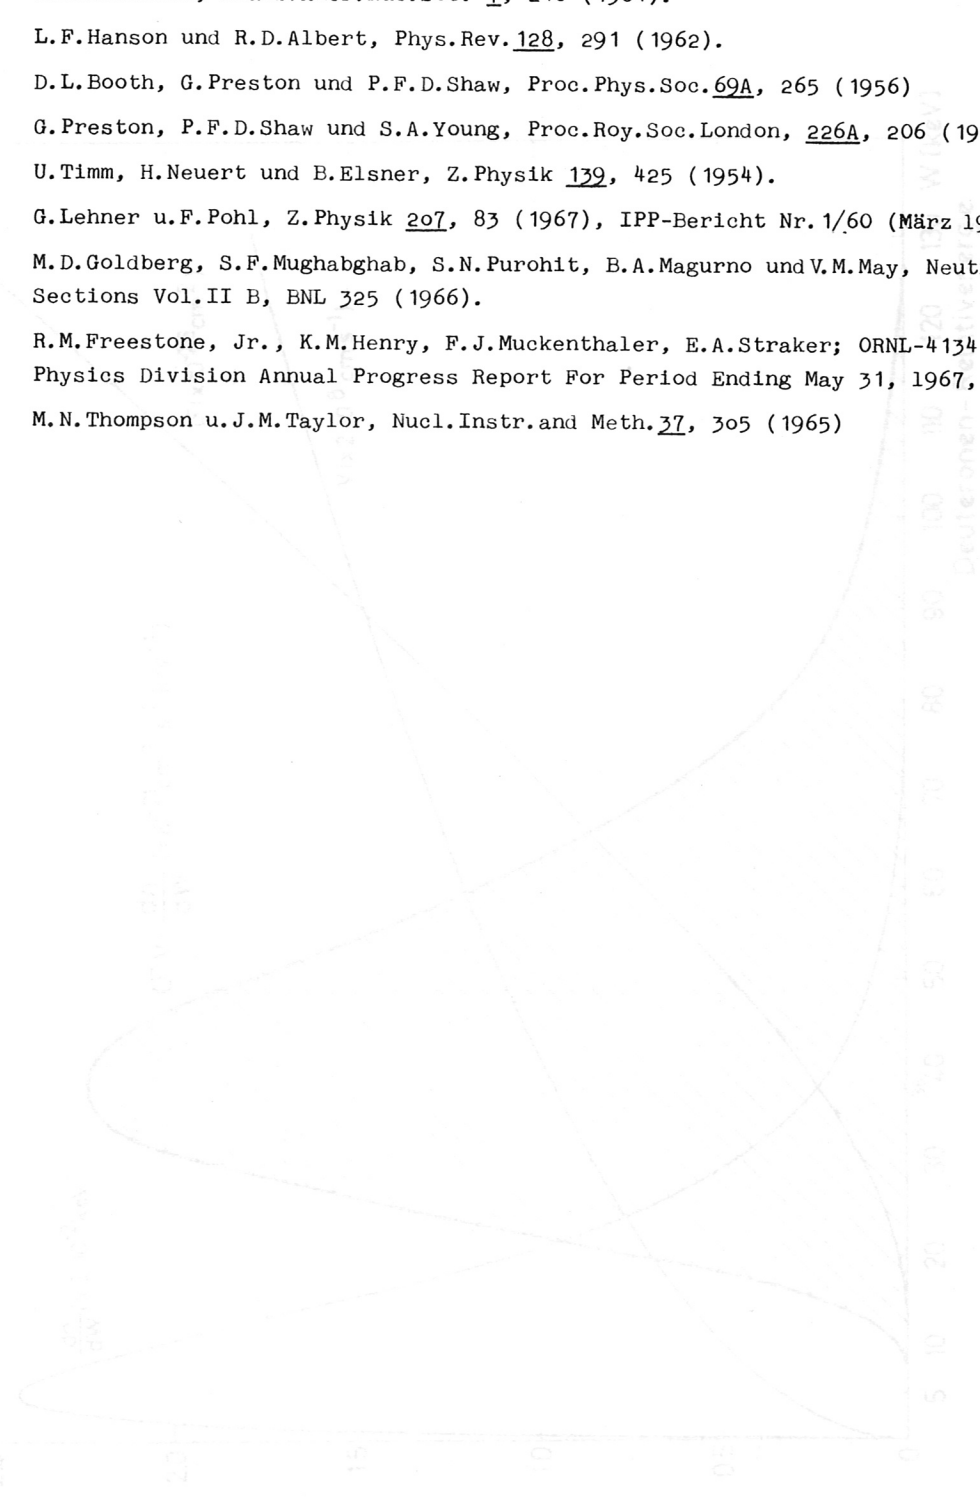 L.F.Hanson und R.D.Albert, Phys.Rev.128, 291 (1962).
D.L.Booth, G.Preston und P.F.D.Shaw, Proc.Phys.Soc.69A, 265 (1956)
G.Preston, P.F.D.Shaw und S.A.Young, Proc.Roy.Soc.London, 226A, 206 (19
U.Timm, H.Neuert und B.Elsner, Z.Physik 139, 425 (1954).
G.Lehner u.F.Pohl, Z.Physik 207, 83 (1967), IPP-Bericht Nr.1/60 (März 19
M.D.Goldberg, S.F.Mughabghab, S.N.Purohit, B.A.Magurno und V.M.May, Neut
Sections Vol.II B, BNL 325 (1966).
R.M.Freestone, Jr., K.M.Henry, F.J.Muckenthaler, E.A.Straker; ORNL-4134
Physics Division Annual Progress Report For Period Ending May 31, 1967,
M.N.Thompson u.J.M.Taylor, Nucl.Instr.and Meth.37, 305 (1965)